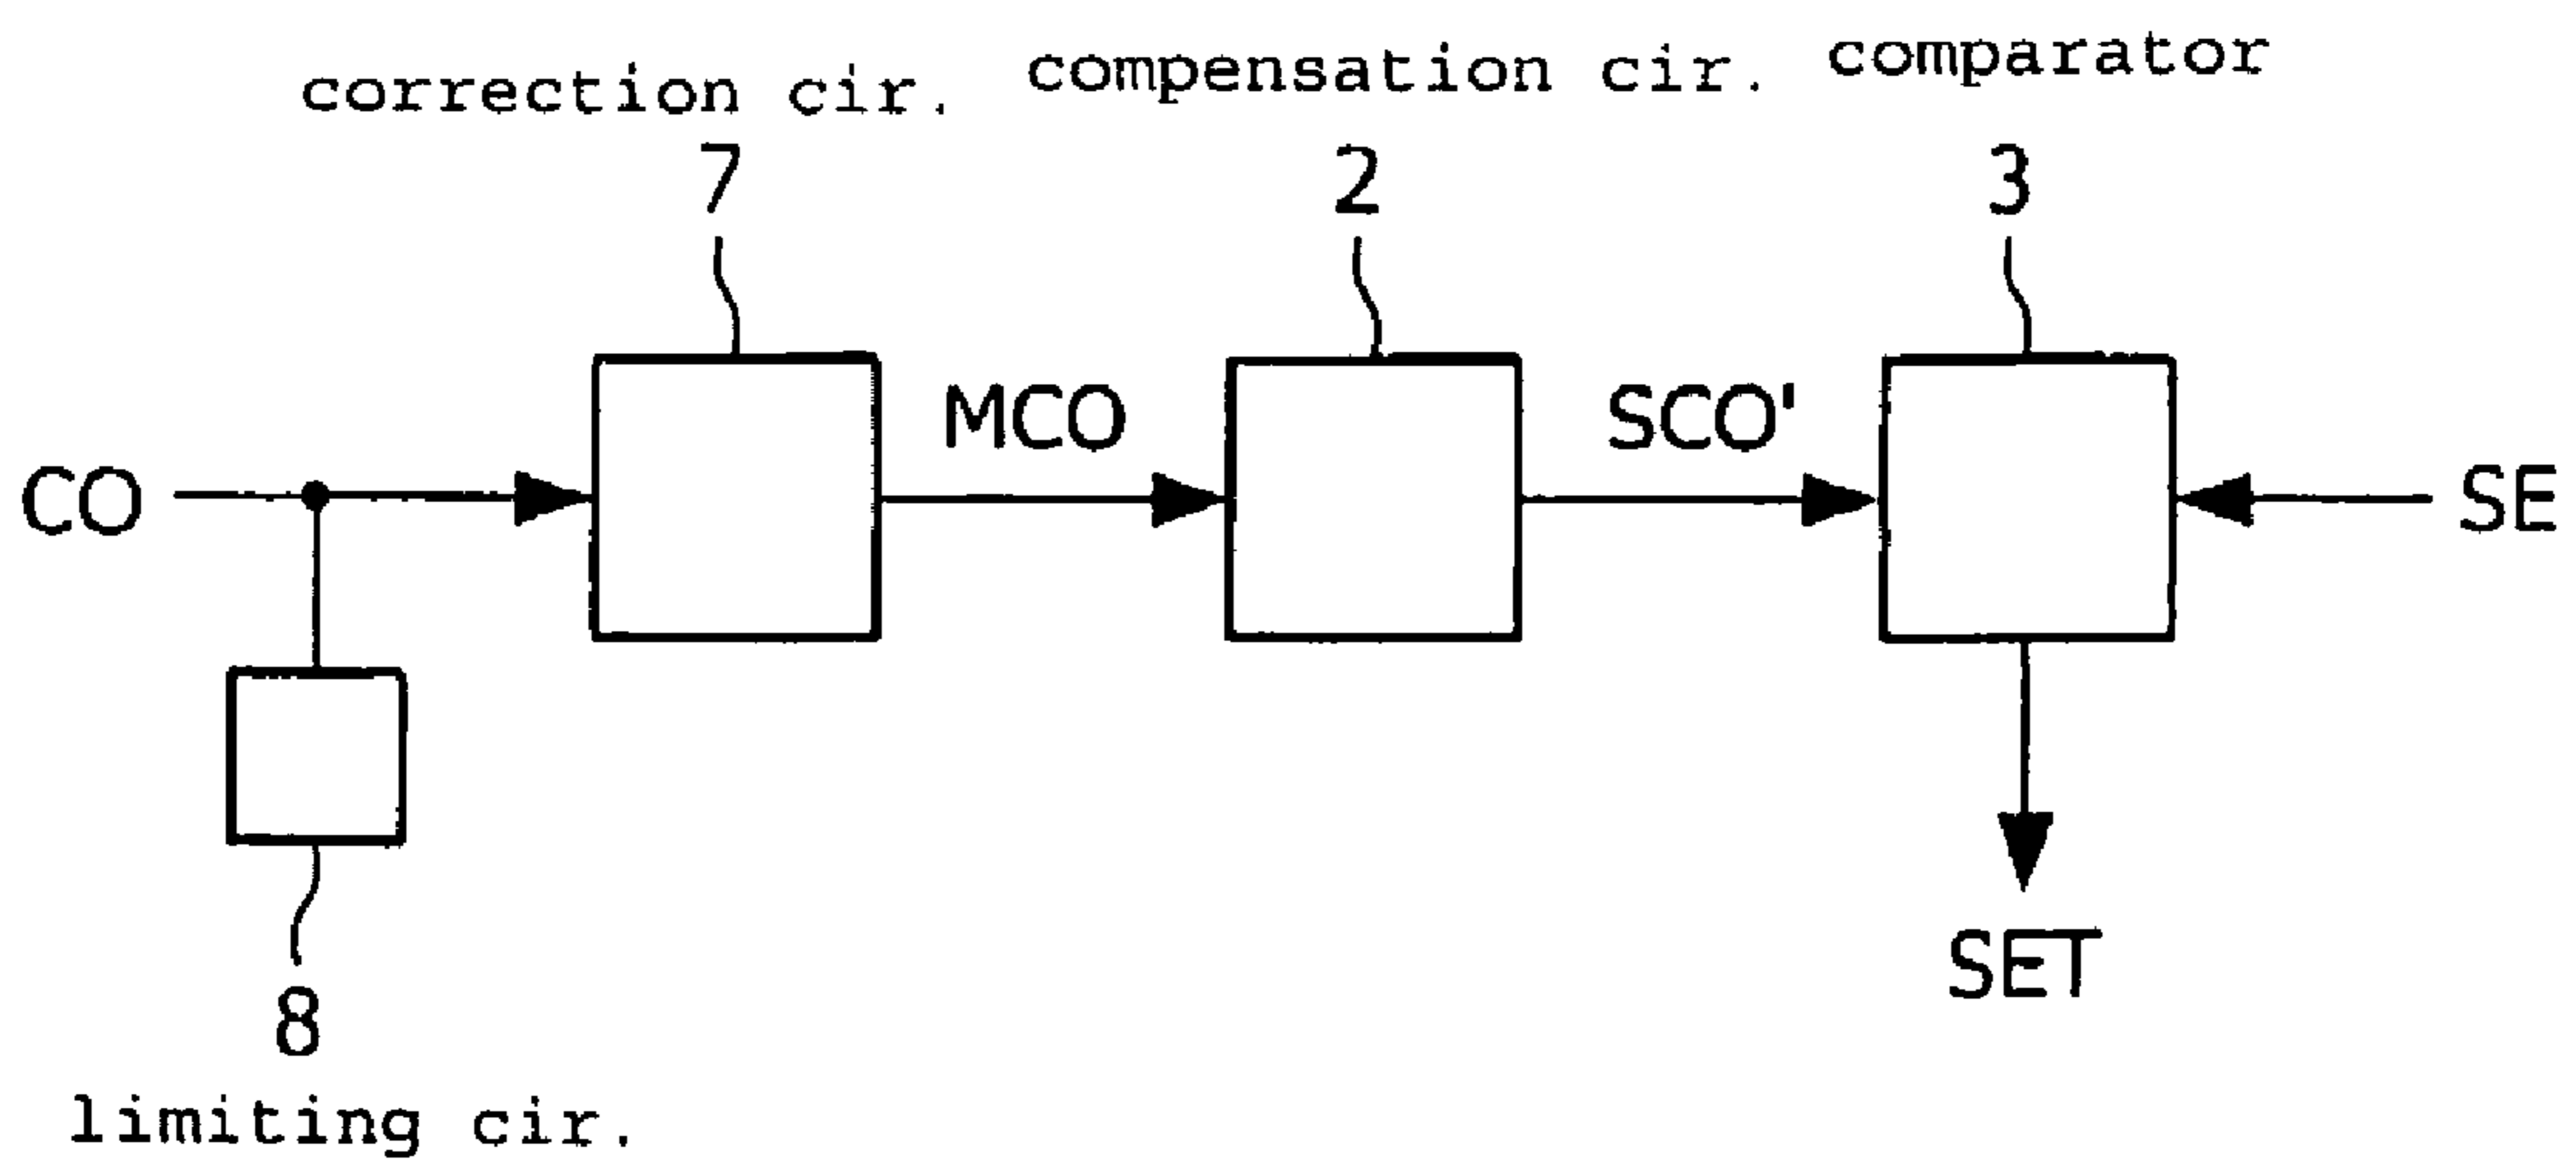 correction cir.
compensation cir.
comparator
7
2
3
CO
MCO
SCO'
SE
SET
8
limiting cir.